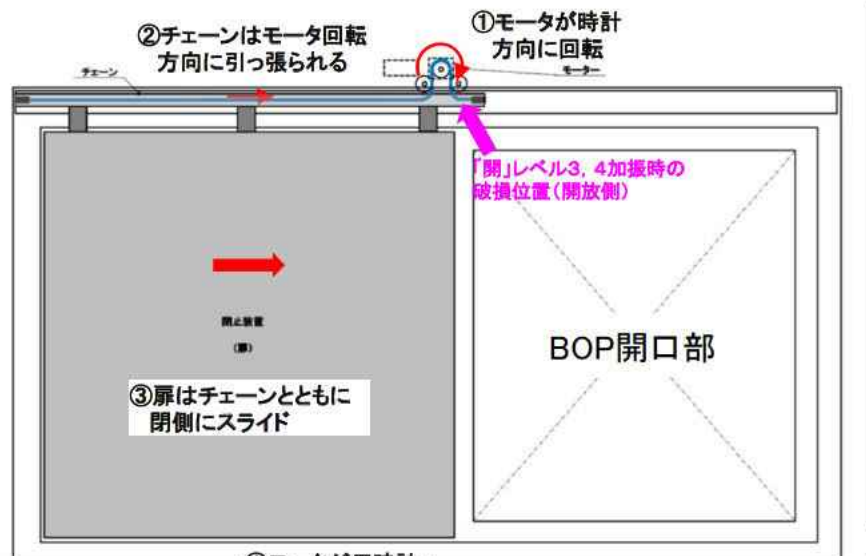 ①モータが時計
方向に回転
②チェーンはモータ回転
方向に引っ張られる
チェーン
モーター
「開」レベル3，4加振時の
破損位置（開放側）
閉止装置
（扉）
BOP開口部
③扉はチェーンとともに
閉側にスライド